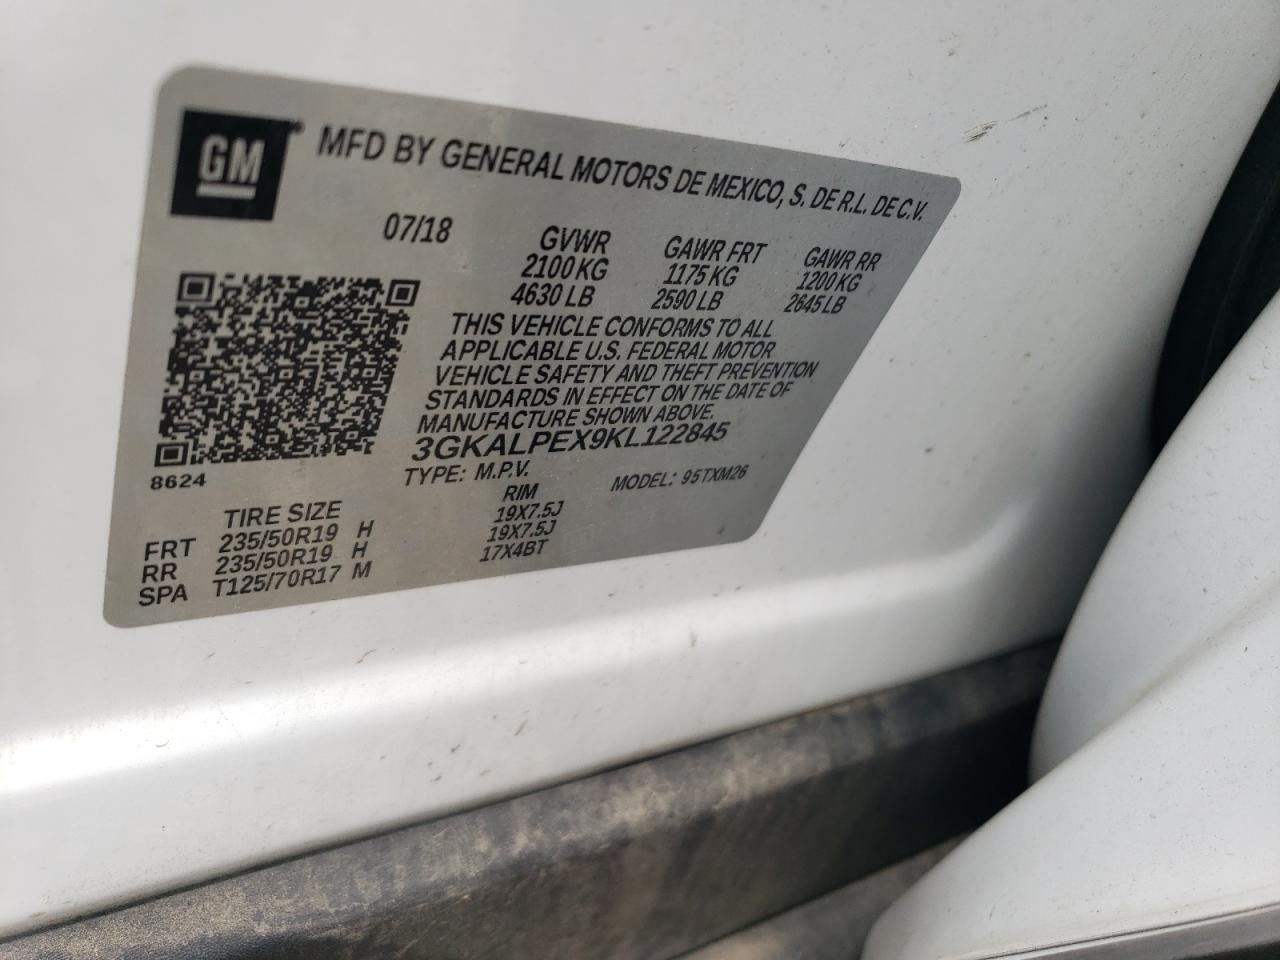 GM MFD BY GENERAL MOTORS DE MEXICO, S. DE R.L. DE C.V.
07/18 GVWR GAWR FRT GAWR RR
2100 KG 1175 KG 1200 KG
4630 LB 2590 LB 2645 LB
THIS VEHICLE CONFORMS TO ALL
APPLICABLE U.S. FEDERAL MOTOR
VEHICLE SAFETY AND THEFT PREVENTION
STANDARDS IN EFFECT ON THE DATE OF
MANUFACTURE SHOWN ABOVE.
3GKALPEX9KL122845
8624 TYPE: M.P.V. MODEL: 95TXM26
TIRE SIZE RIM
FRT 235/50R19 H 19X7.5J
RR 235/50R19 H 19X7.5J
SPA T125/70R17 M 17X4BT